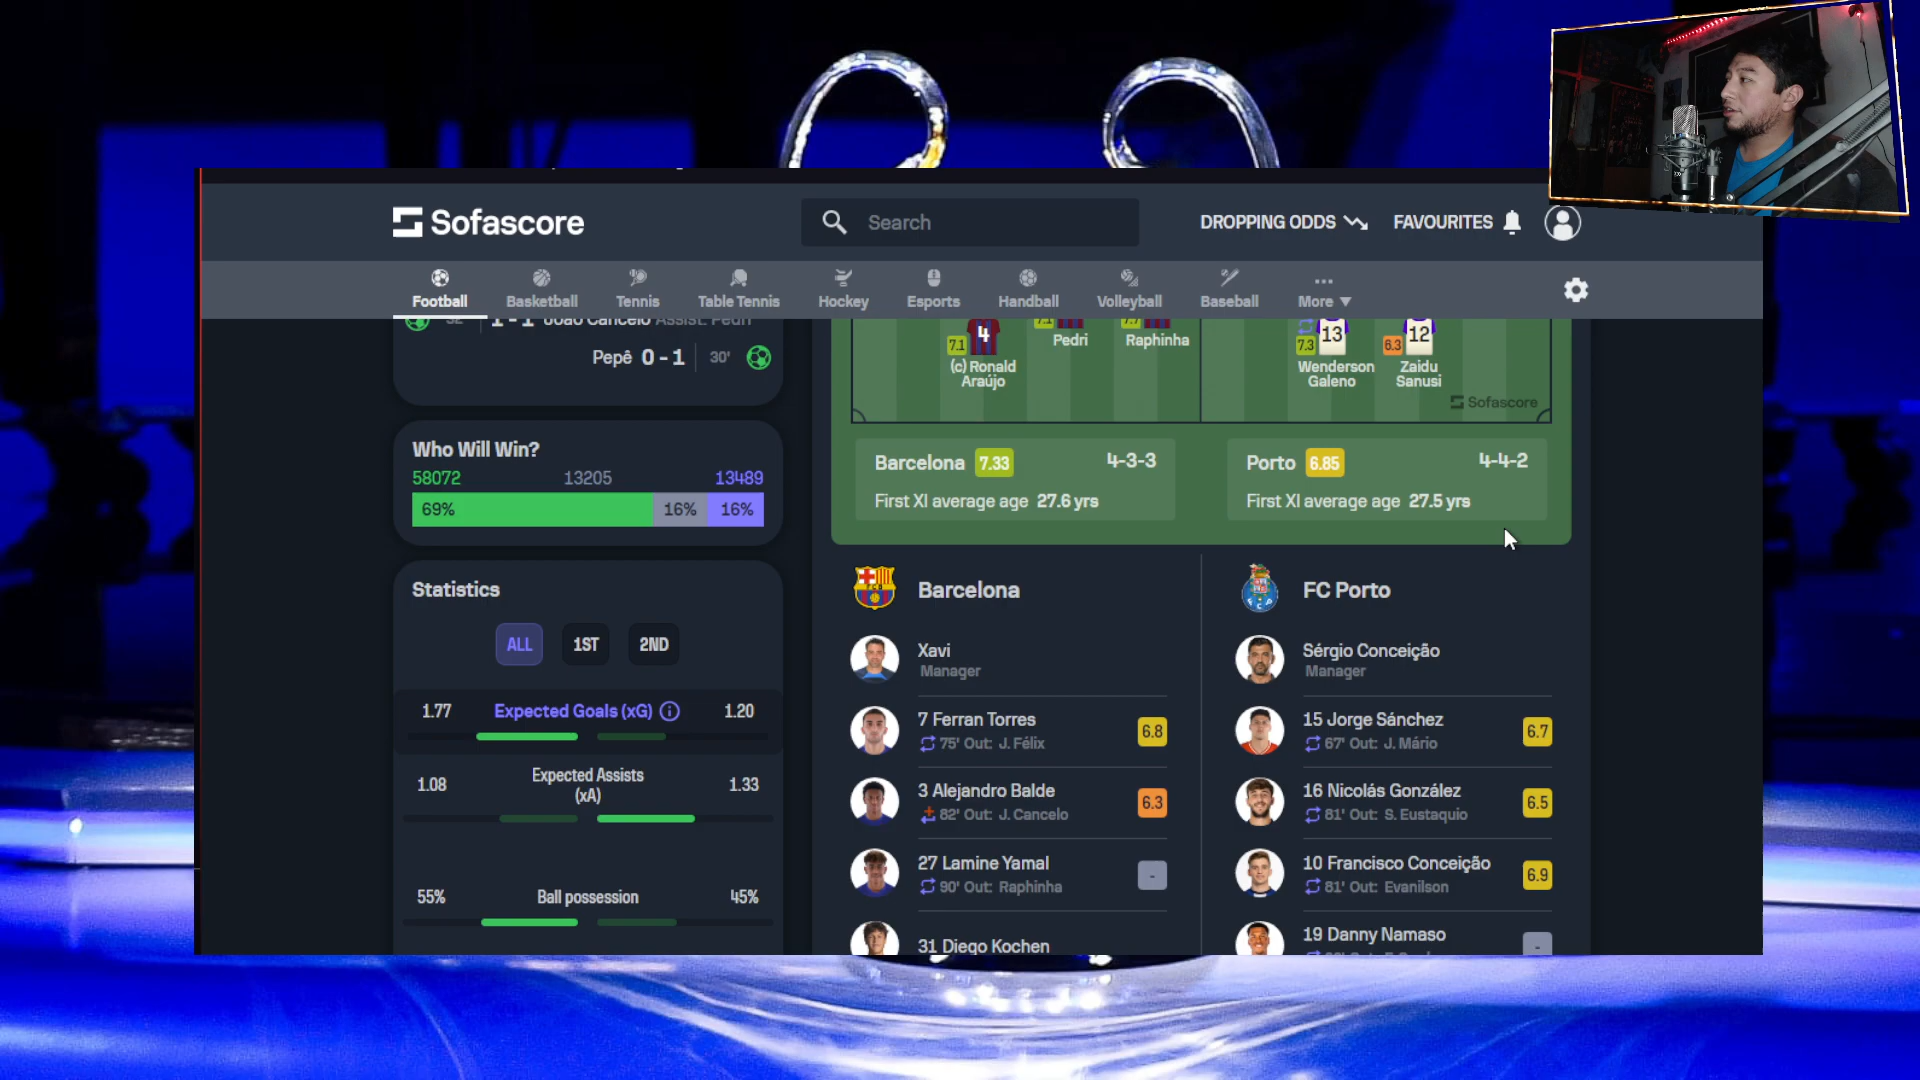 Sofascore
Search
DROPPING ODDS
FAVOURITES
Football
Basketball
Tennis
Table Tennis
Hockey
Esports
Handball
Volleyball
Baseball
More
1 - 1 João Cancelo Assist: Pedri
Pepê 0 - 1 30'
Who Will Win?
58072 13205 13489
69% 16% 16%
Statistics
ALL 1ST 2ND
1.77 Expected Goals (xG) 1.20
1.08 Expected Assists (xA) 1.33
55% Ball possession 45%
4
7.1
(c) Ronald Araújo
Pedri
Raphinha
13
7.3
Wenderson Galeno
12
6.3
Zaidu Sanusi
Sofascore
Barcelona 7.33 4-3-3
First XI average age 27.6 yrs
Porto 6.85 4-4-2
First XI average age 27.5 yrs
Barcelona
Xavi
Manager
7 Ferran Torres
75' Out: J. Félix
6.8
3 Alejandro Balde
82' Out: J. Cancelo
6.3
27 Lamine Yamal
90' Out: Raphinha
-
31 Diego Kochen
FC Porto
Sérgio Conceição
Manager
15 Jorge Sánchez
67' Out: J. Mário
6.7
16 Nicolás González
81' Out: S. Eustaquio
6.5
10 Francisco Conceição
81' Out: Evanilson
6.9
19 Danny Namaso
-